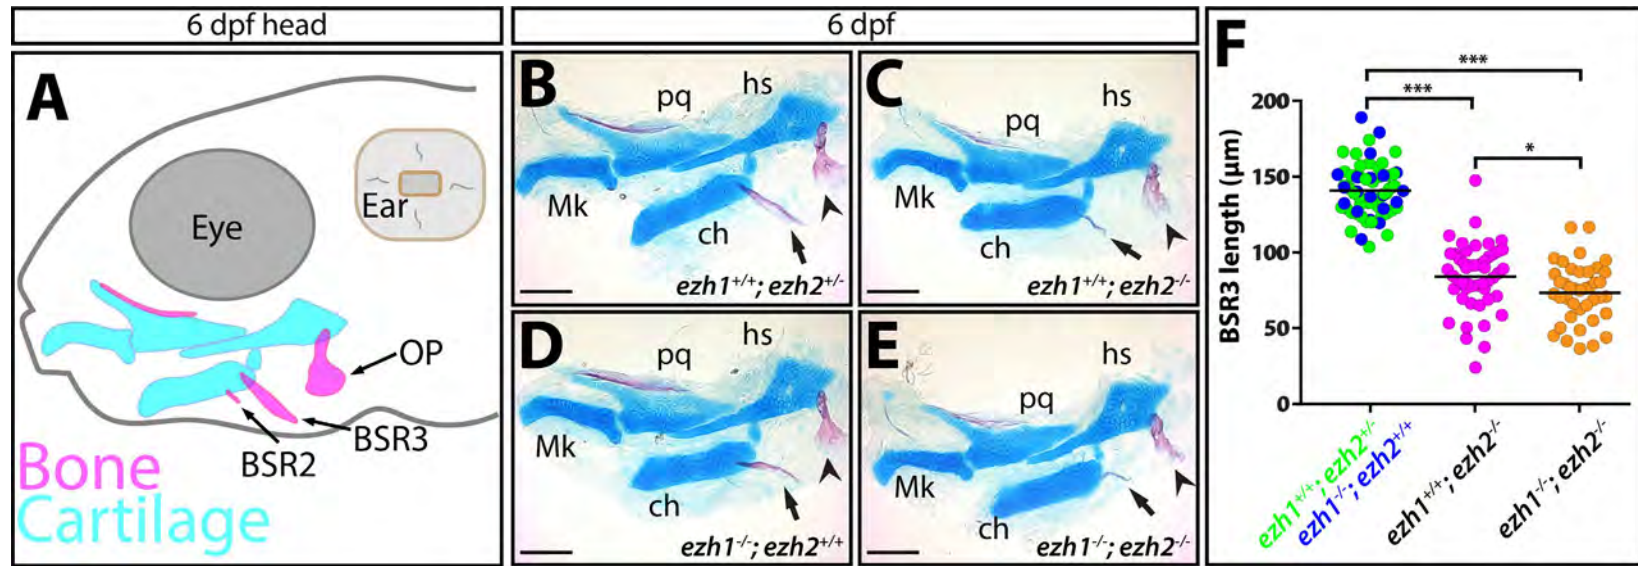 6 dpf head
6 dpf
A
Eye
Ear
OP
BSR3
BSR2
Bone
Cartilage
B
pq
hs
Mk
ch
ezh1+/+; ezh2+/-
C
pq
hs
Mk
ch
ezh1+/+; ezh2-/-
D
pq
hs
Mk
ch
ezh1-/-; ezh2+/+
E
pq
hs
Mk
ch
ezh1-/-; ezh2-/-
F
***
***
*
BSR3 length (μm)
200
150
100
50
0
ezh1+/+; ezh2+/-
ezh1-/-; ezh2+/+
ezh1+/+; ezh2-/-
ezh1-/-; ezh2-/-